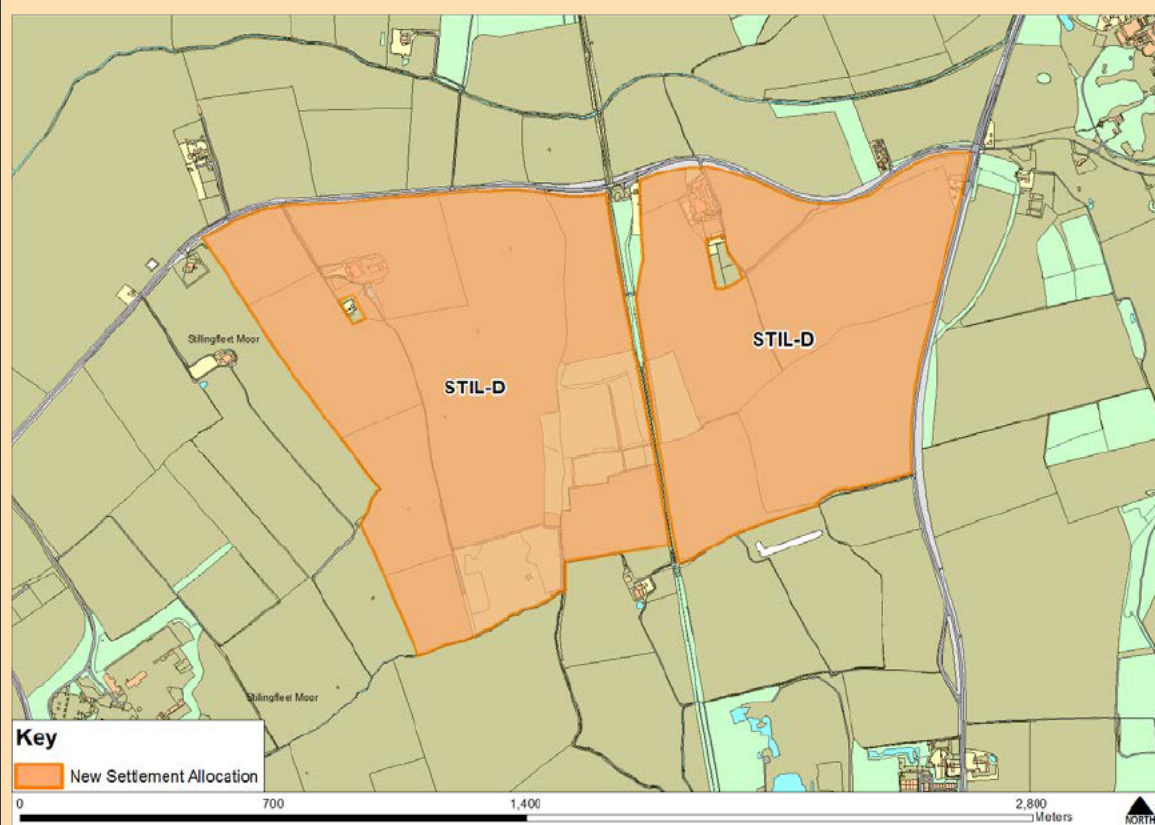 Stillingfleet Moor
STIL-D
STIL-D
Stillingfleet Moor
Key
New Settlement Allocation
0 700 1,400 2,800
Meters
NORTH